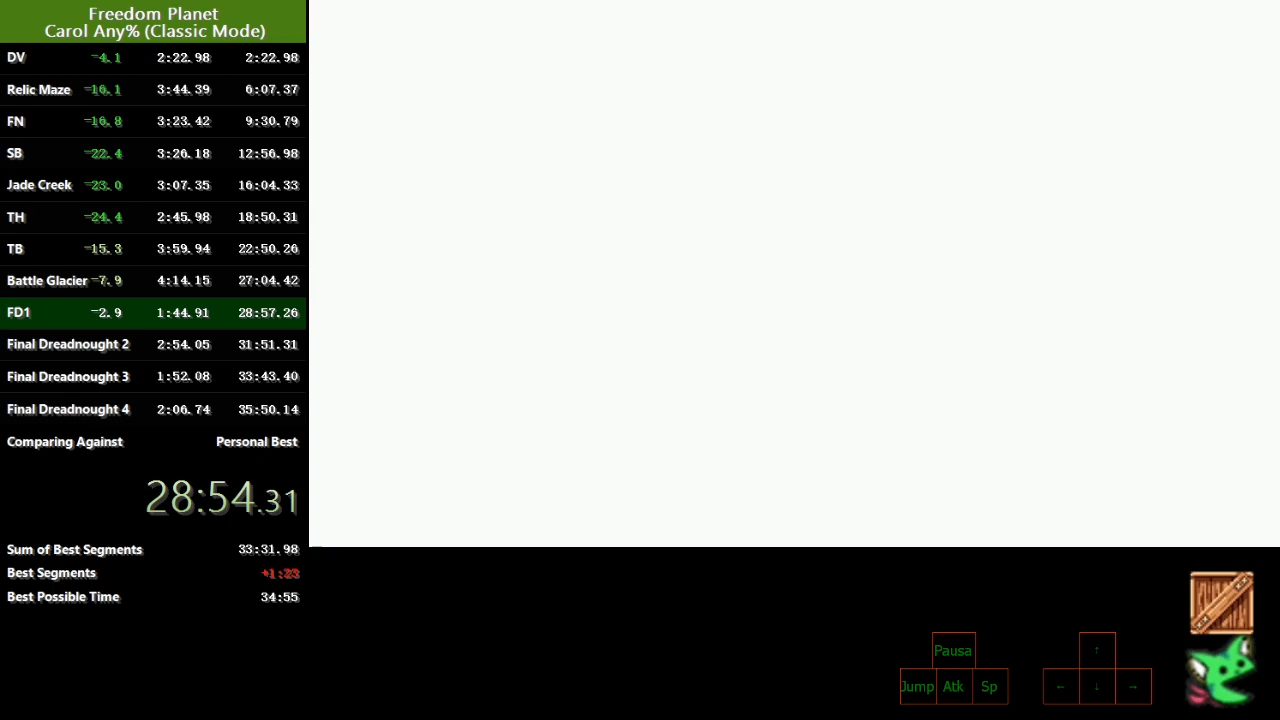 Freedom Planet
Carol Any% (Classic Mode)
DV −4.1 2:22.98 2:22.98
Relic Maze −16.1 3:44.39 6:07.37
FN −16.8 3:23.42 9:30.79
SB −22.4 3:26.18 12:56.98
Jade Creek −23.0 3:07.35 16:04.33
TH −24.4 2:45.98 18:50.31
TB −15.3 3:59.94 22:50.26
Battle Glacier −7.9 4:14.15 27:04.42
FD1 −2.9 1:44.91 28:57.26
Final Dreadnought 2 2:54.05 31:51.31
Final Dreadnought 3 1:52.08 33:43.40
Final Dreadnought 4 2:06.74 35:50.14
Comparing Against Personal Best
28:54.31
Sum of Best Segments 33:31.98
Best Segments +1:23
Best Possible Time 34:55
Pausa ↑
Jump Atk Sp ← ↓ →